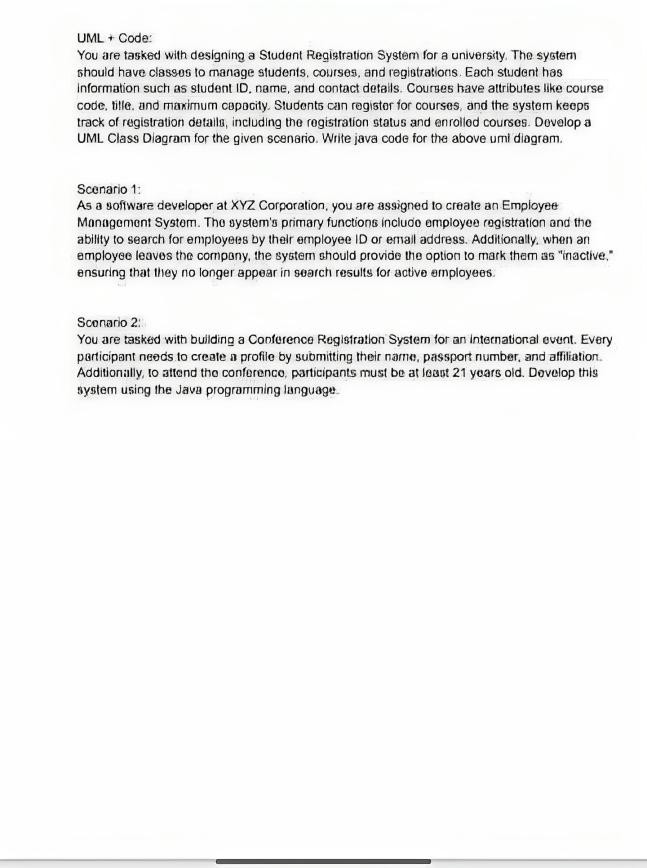 UML + Code:
You are tasked with designing a Student Registration System for a university. The system
should have classes to manage students, courses, and registrations. Each student has
information such as student ID, name, and contact details. Courses have attributes like course
code, title, and maximum capacity. Students can register for courses, and the system keeps
track of registration details, including the registration status and enrolled courses. Develop a
UML Class Diagram for the given scenario. Write java code for the above uml diagram.
Scenario 1:
As a software developer at XYZ Corporation, you are assigned to create an Employee
Management System. The system's primary functions include employee registration and the
ability to search for employees by their employee ID or email address. Additionally, when an
employee leaves the company, the system should provide the option to mark them as "inactive,"
ensuring that they no longer appear in search results for active employees.
Scenario 2:
You are tasked with building a Conference Registration System for an international event. Every
participant needs to create a profile by submitting their name, passport number, and affiliation.
Additionally, to attend the conference, participants must be at least 21 years old. Develop this
system using the Java programming language.